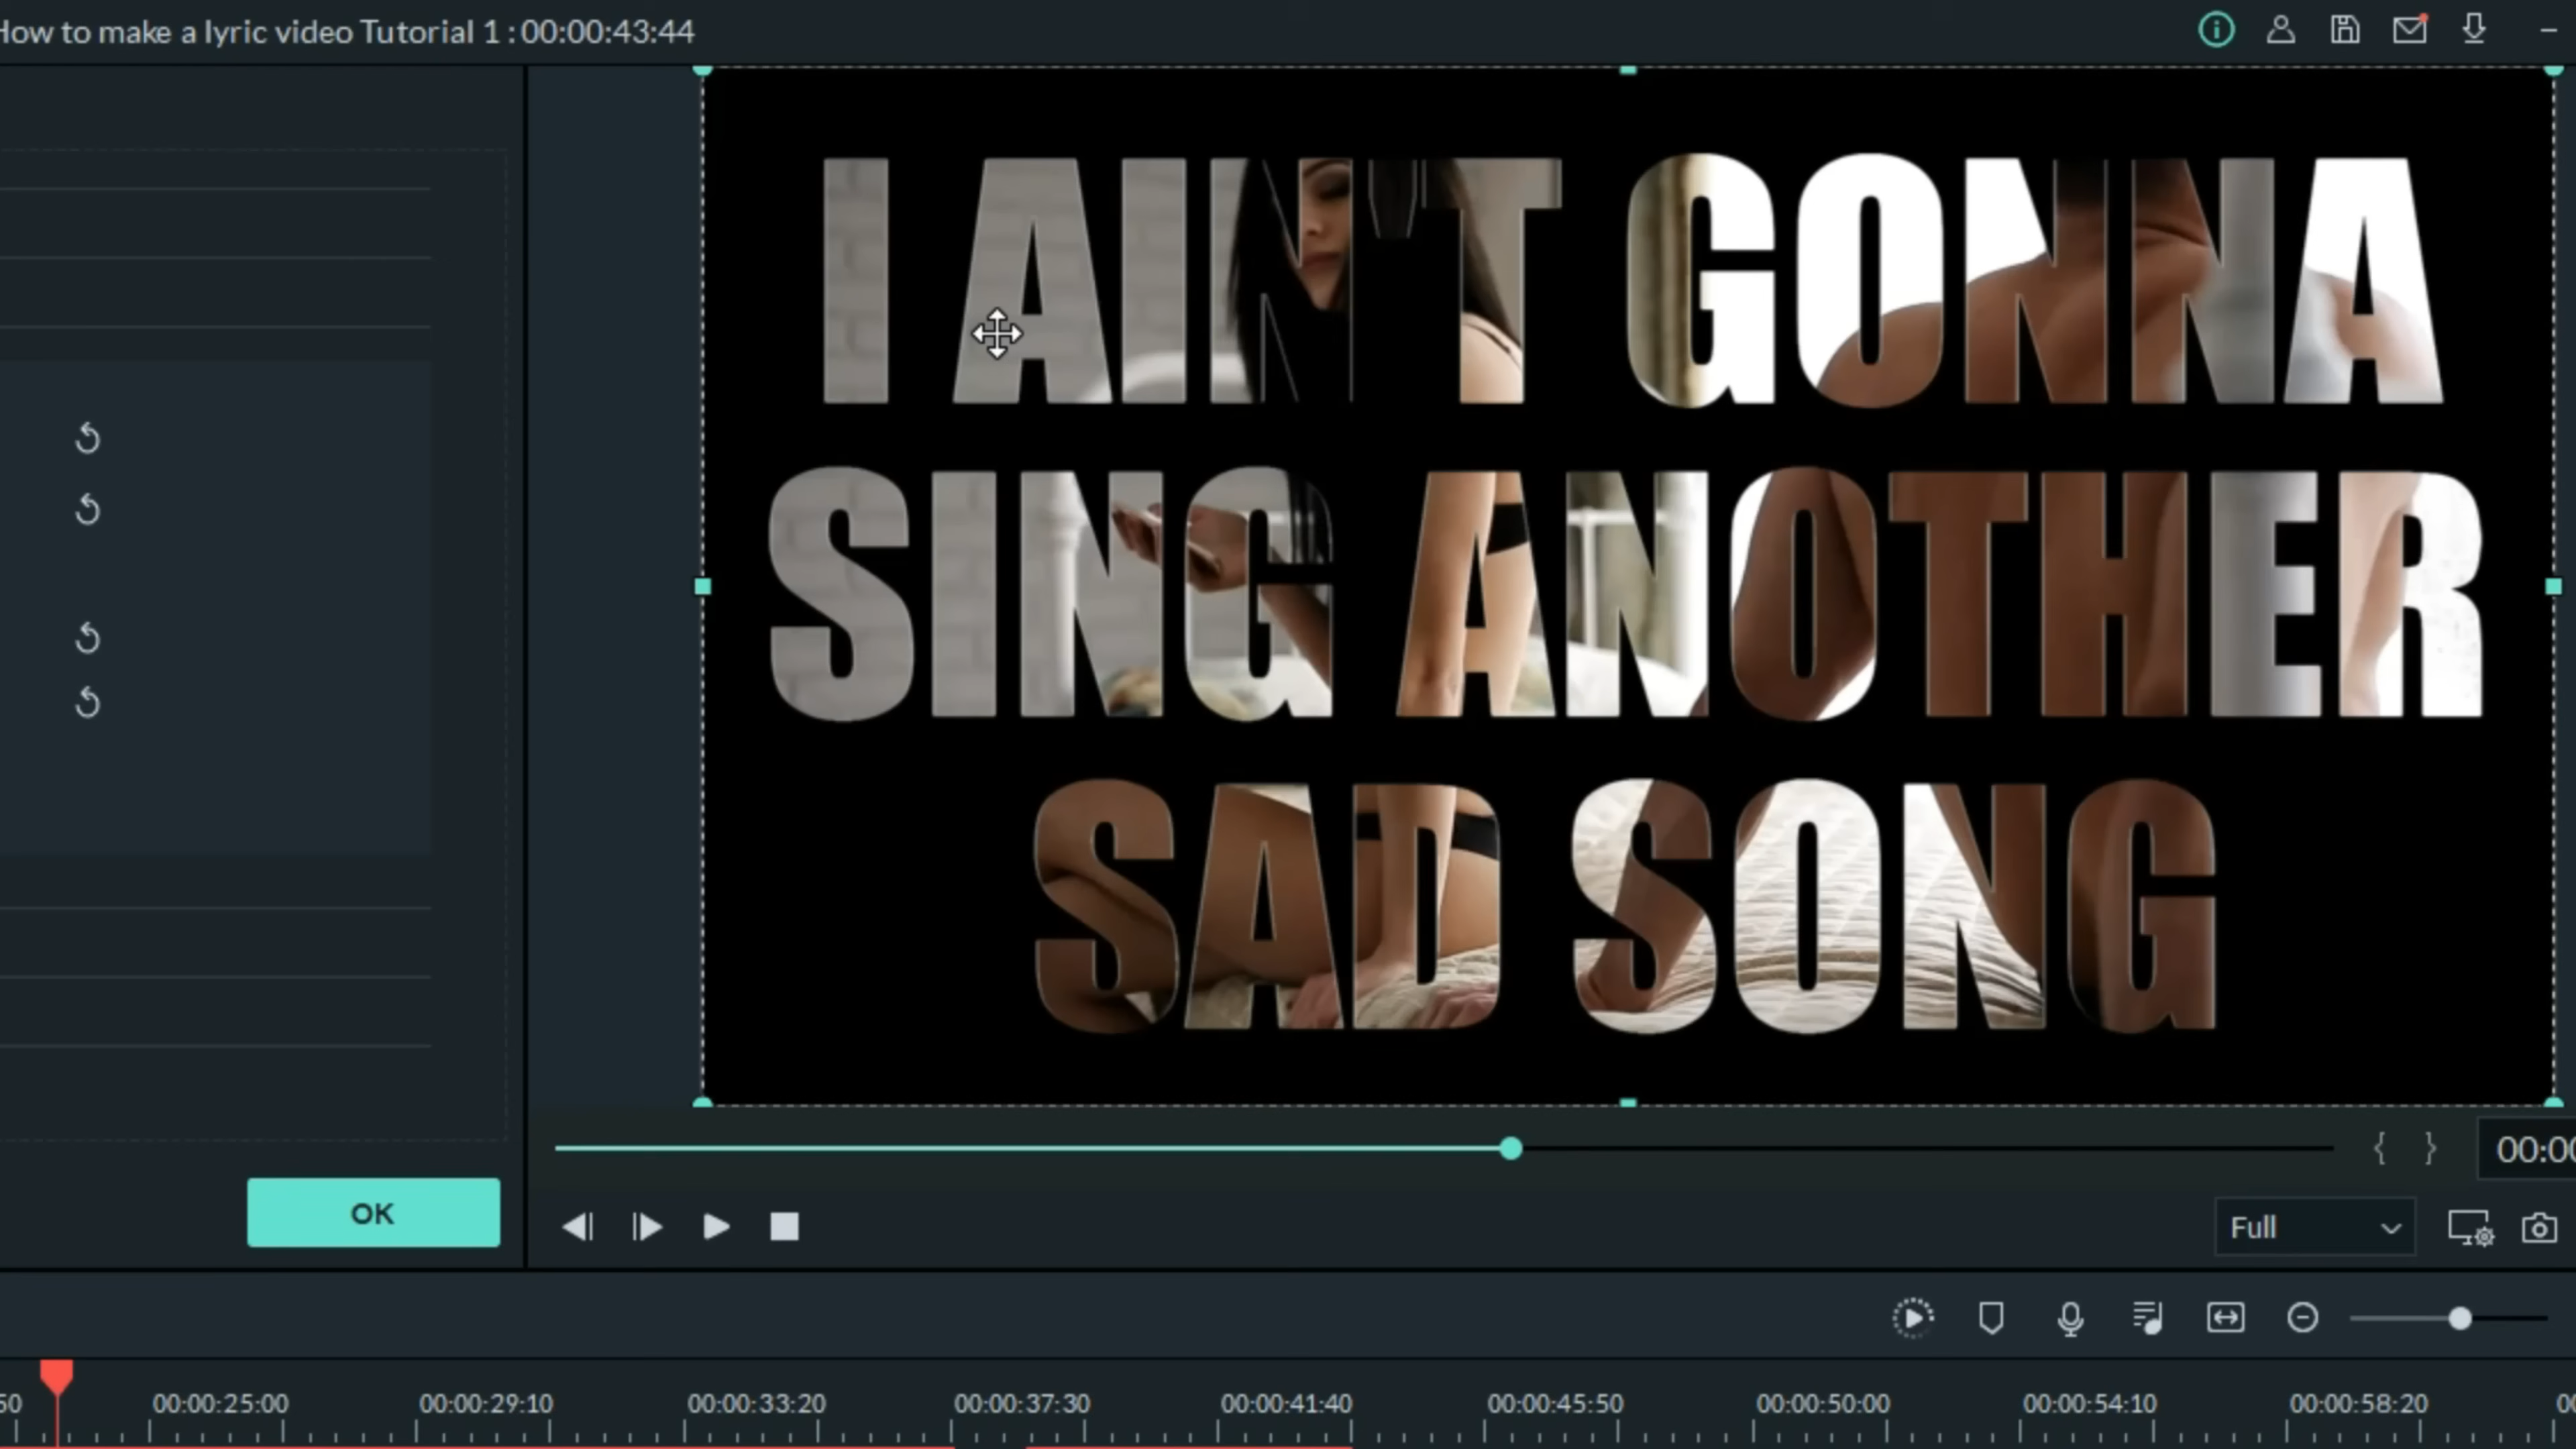 How to make a lyric video Tutorial 1 : 00:00:43:44
I AIN'T GONNA
SING ANOTHER
SAD SONG
{ } 00:00
OK
Full
50 00:00:25:00 00:00:29:10 00:00:33:20 00:00:37:30 00:00:41:40 00:00:45:50 00:00:50:00 00:00:54:10 00:00:58:20 00